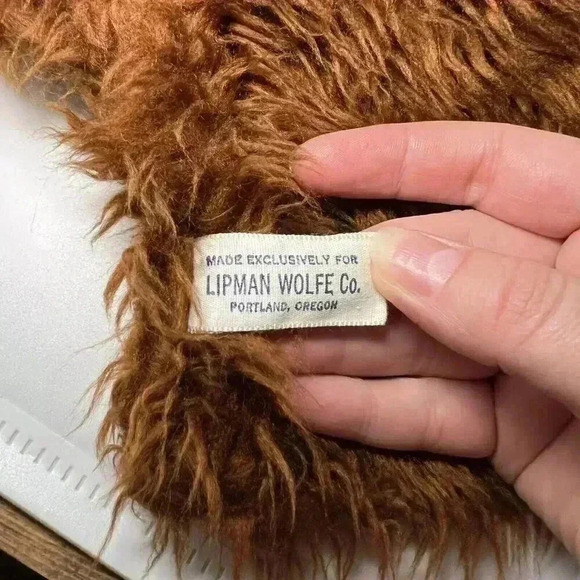 MADE EXCLUSIVELY FOR
LIPMAN WOLFE Co.
PORTLAND, OREGON